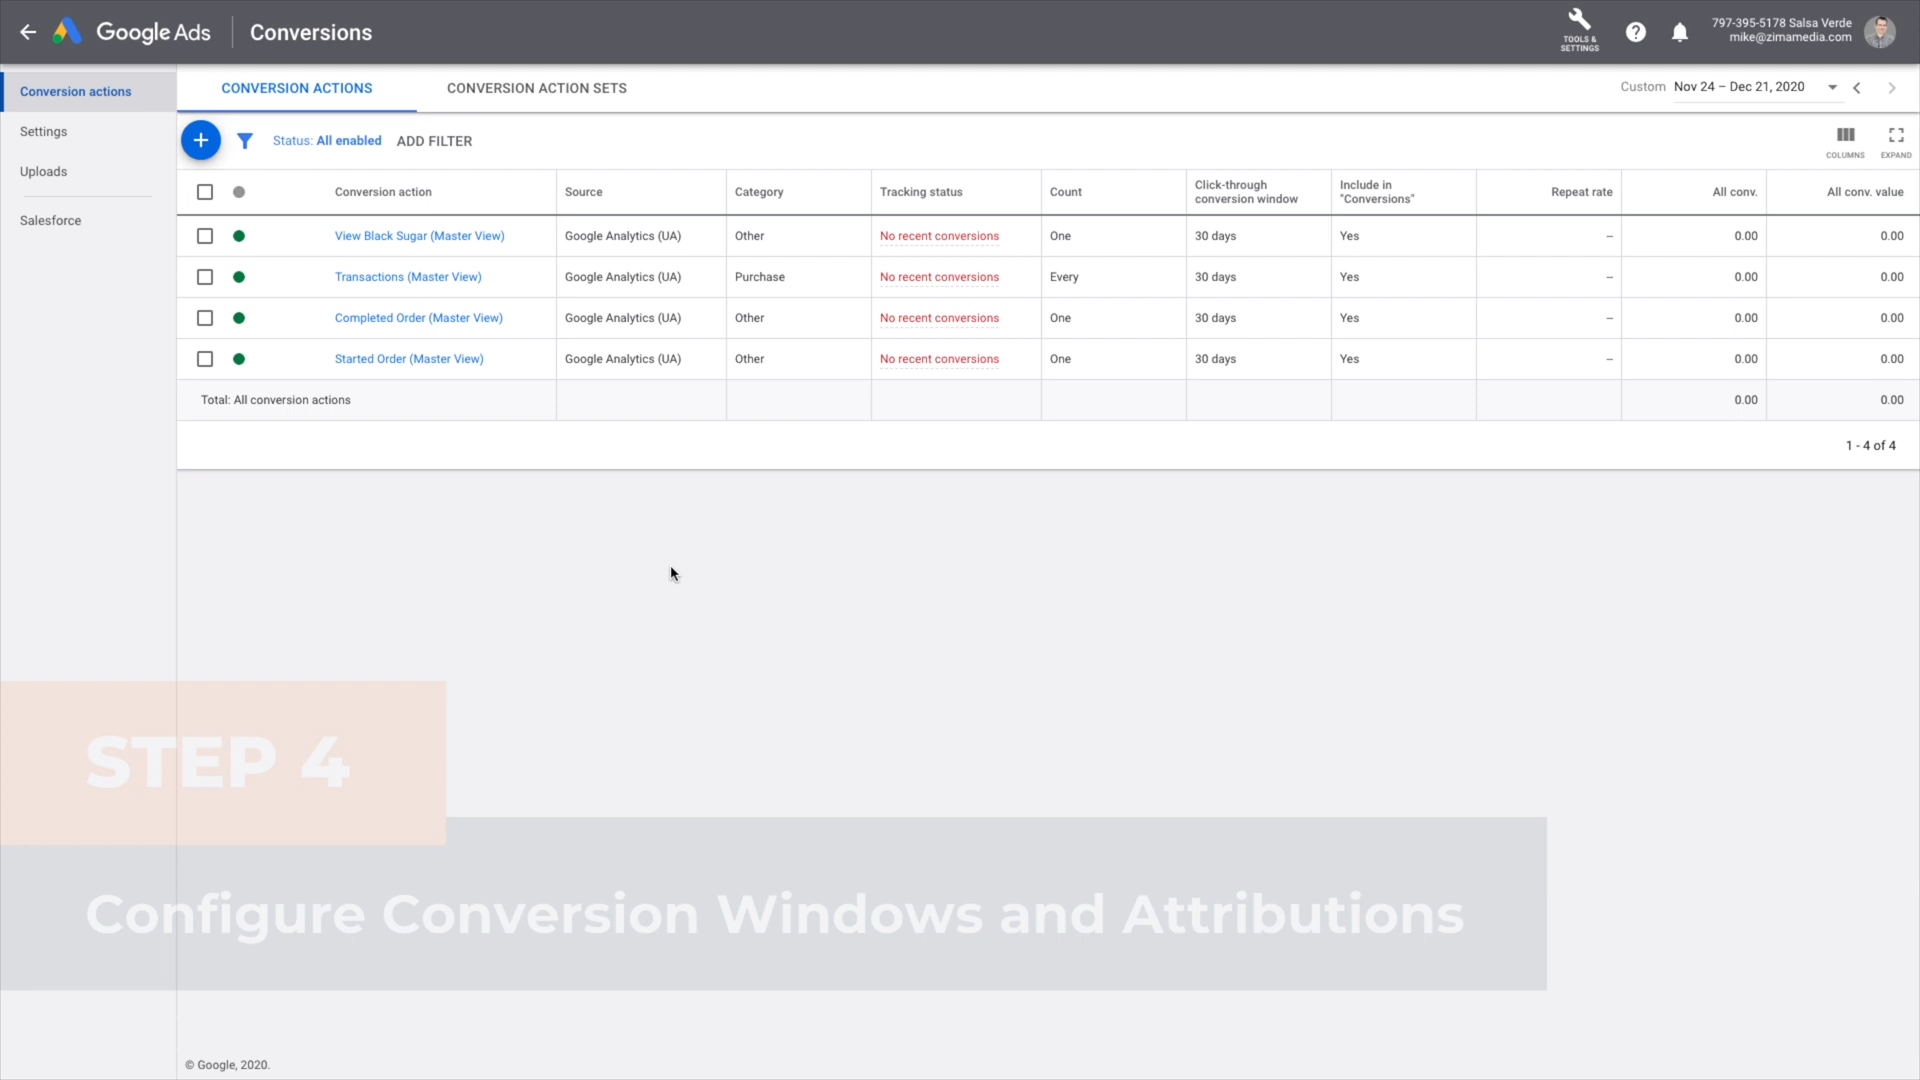 Google Ads Conversions
TOOLS & SETTINGS
797-395-5178 Salsa Verde
mike@zimamedia.com
Conversion actions
Settings
Uploads
Salesforce
CONVERSION ACTIONS CONVERSION ACTION SETS
Custom Nov 24 – Dec 21, 2020
Status: All enabled ADD FILTER
COLUMNS EXPAND
Conversion action Source Category Tracking status Count Click-through conversion window Include in "Conversions" Repeat rate All conv. All conv. value
View Black Sugar (Master View) Google Analytics (UA) Other No recent conversions One 30 days Yes – 0.00 0.00
Transactions (Master View) Google Analytics (UA) Purchase No recent conversions Every 30 days Yes – 0.00 0.00
Completed Order (Master View) Google Analytics (UA) Other No recent conversions One 30 days Yes – 0.00 0.00
Started Order (Master View) Google Analytics (UA) Other No recent conversions One 30 days Yes – 0.00 0.00
Total: All conversion actions 0.00 0.00
1 - 4 of 4
STEP 4
Configure Conversion Windows and Attributions
© Google, 2020.